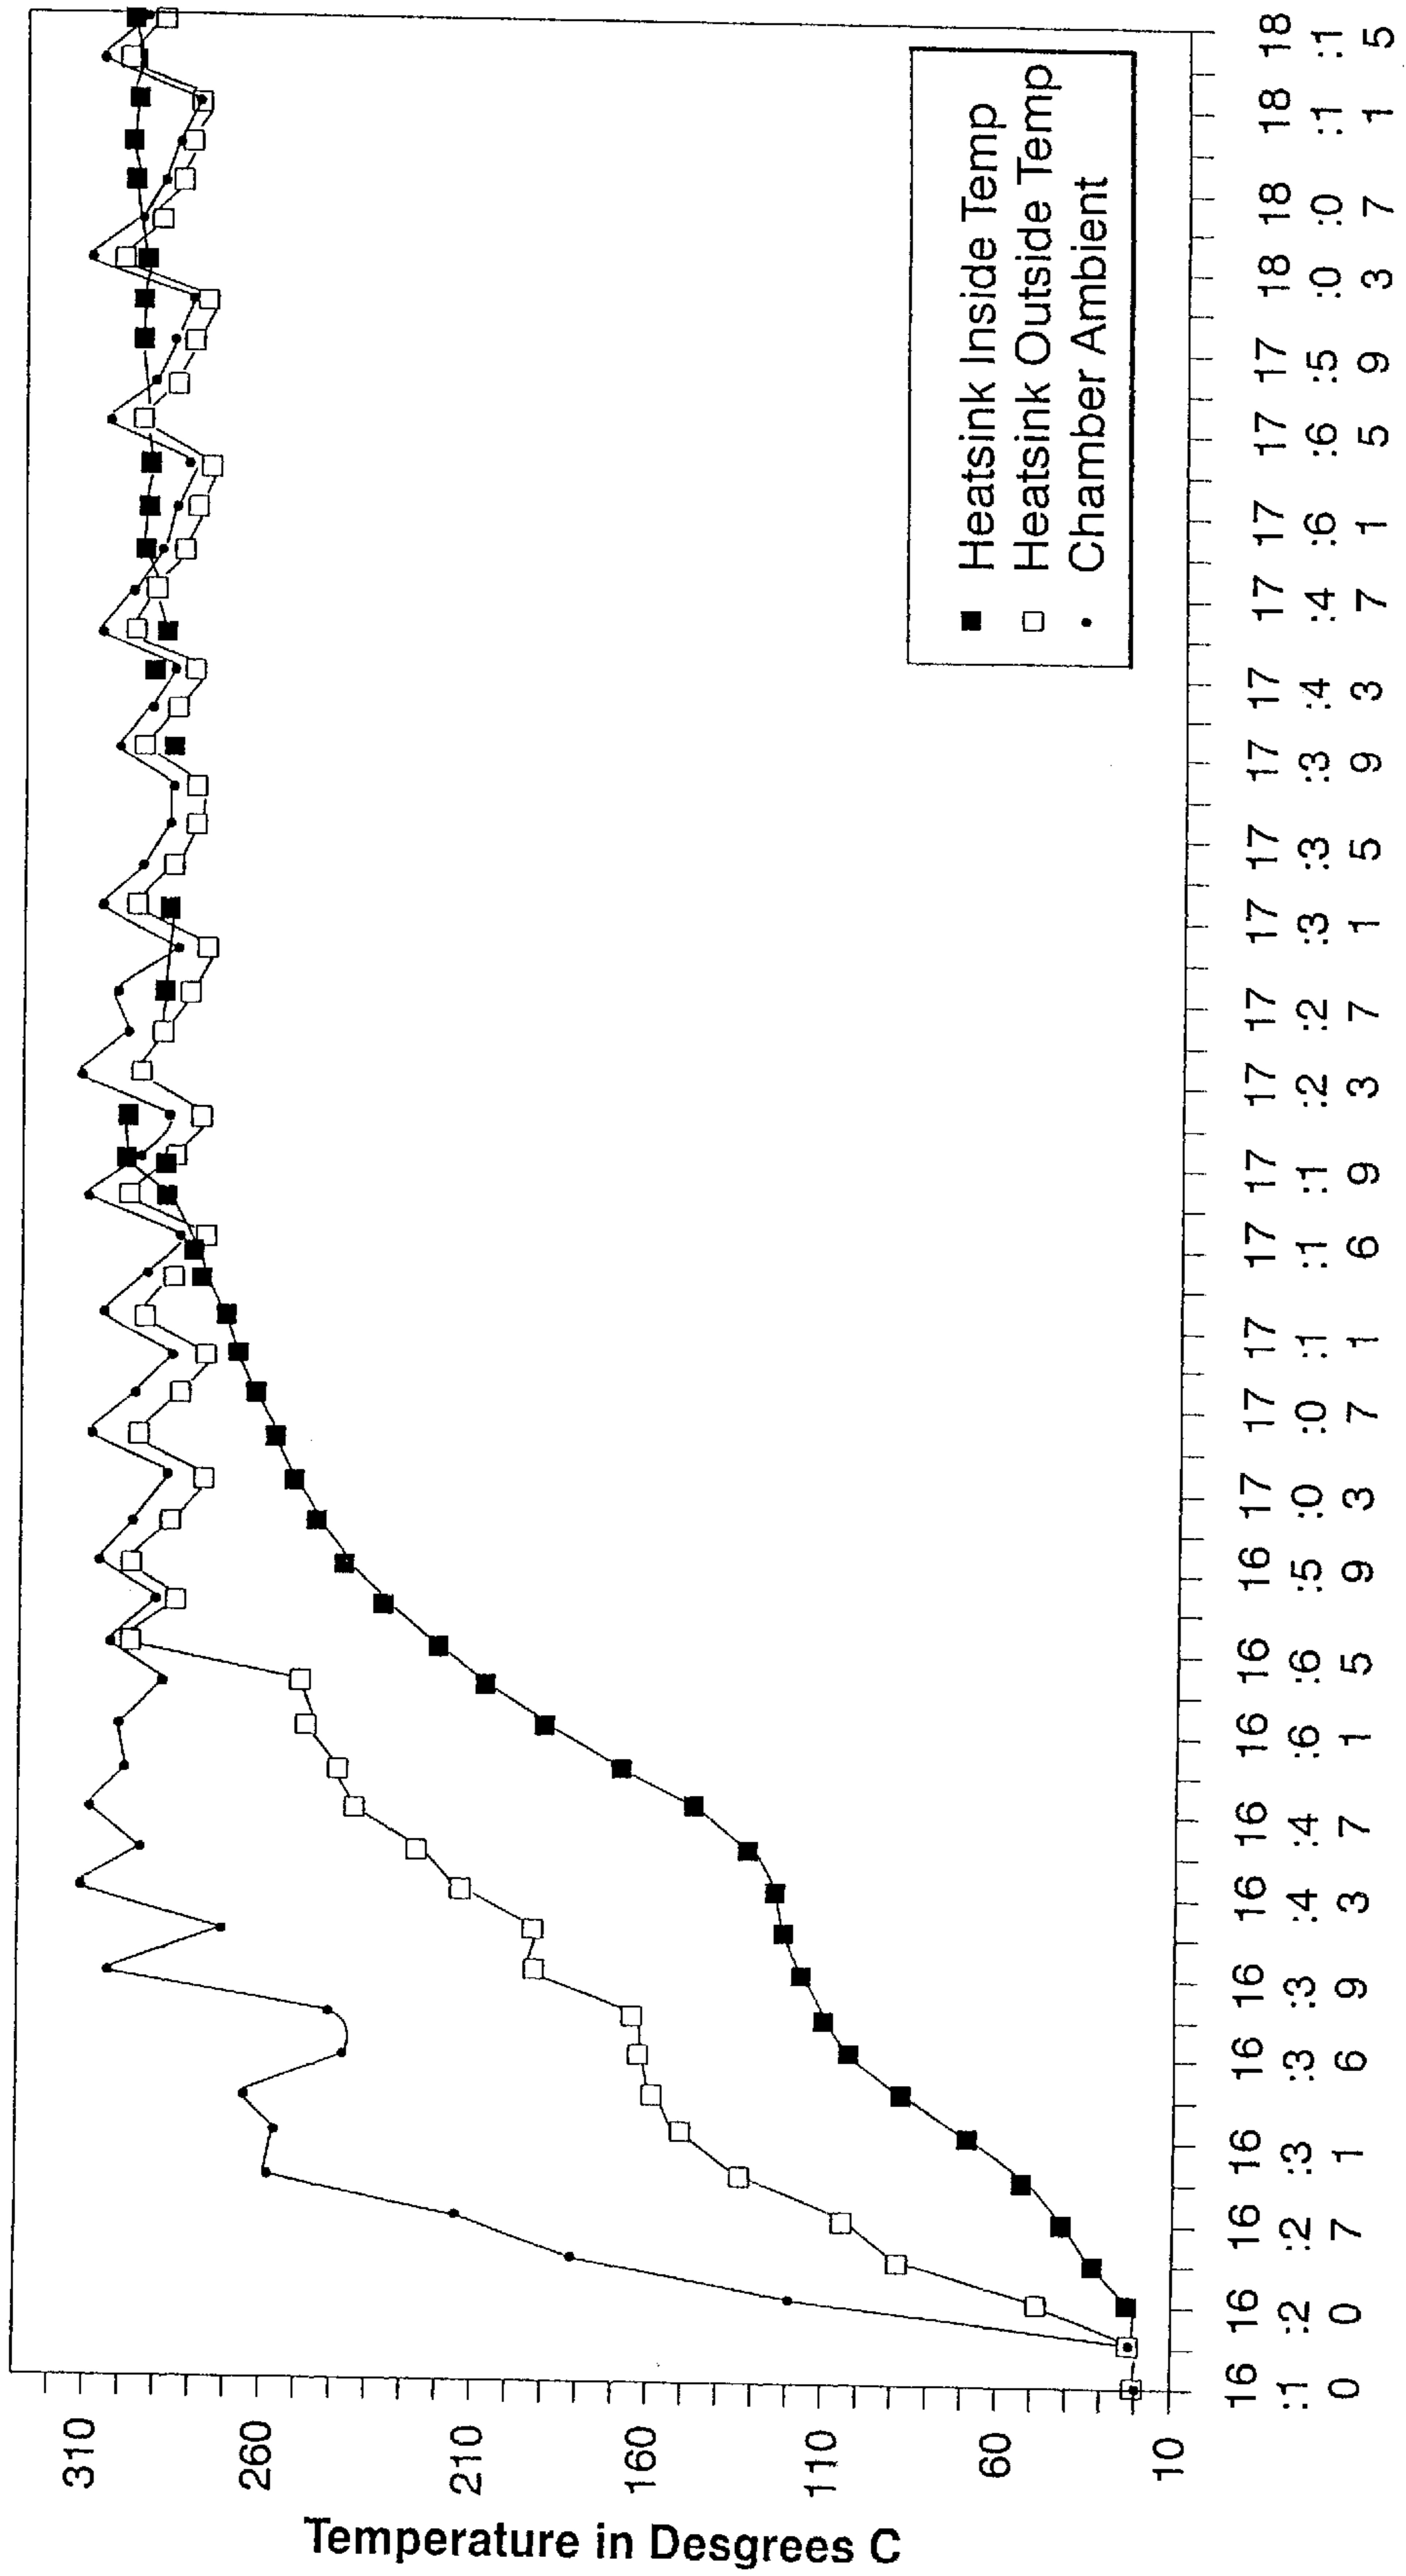 Temperature in Desgrees C
310
260
210
160
110
60
10
Heatsink Inside Temp
Heatsink Outside Temp
Chamber Ambient
16 16 16 16 16 16 16 16 16 16 16 17 17 17 17 17 17 17 17 17 17 17 17 17 17 17 18 18 18 18
:1 :2 :2 :3 :3 :3 :4 :4 :6 :6 :5 :0 :0 :1 :1 :1 :2 :2 :3 :3 :3 :4 :4 :6 :6 :5 :0 :0 :1 :1
0 0 7 1 6 9 3 7 1 5 9 3 7 1 6 9 3 7 1 5 9 3 7 1 5 9 3 7 1 5